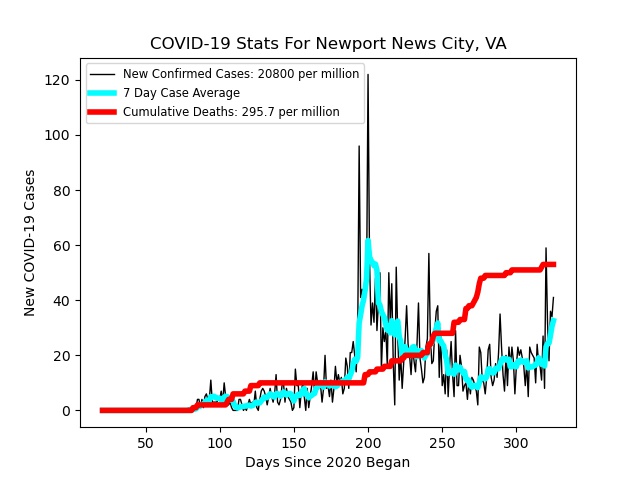 COVID-19 Stats For Newport News City, VA
New Confirmed Cases: 20800 per million
7 Day Case Average
Cumulative Deaths: 295.7 per million
New COVID-19 Cases
120
100
80
60
40
20
0
50 100 150 200 250 300
Days Since 2020 Began